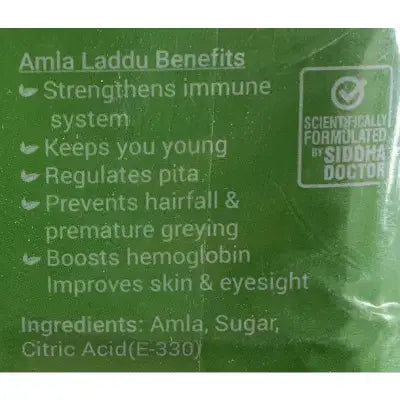 Amla Laddu Benefits
Strengthens immune
system
Keeps you young
Regulates pita
Prevents hairfall &
premature greying
Boosts hemoglobin
Improves skin & eyesight
Ingredients: Amla, Sugar,
Citric Acid(E-330)
SCIENTIFICALLY
FORMULATED
BY SIDDHA
DOCTOR